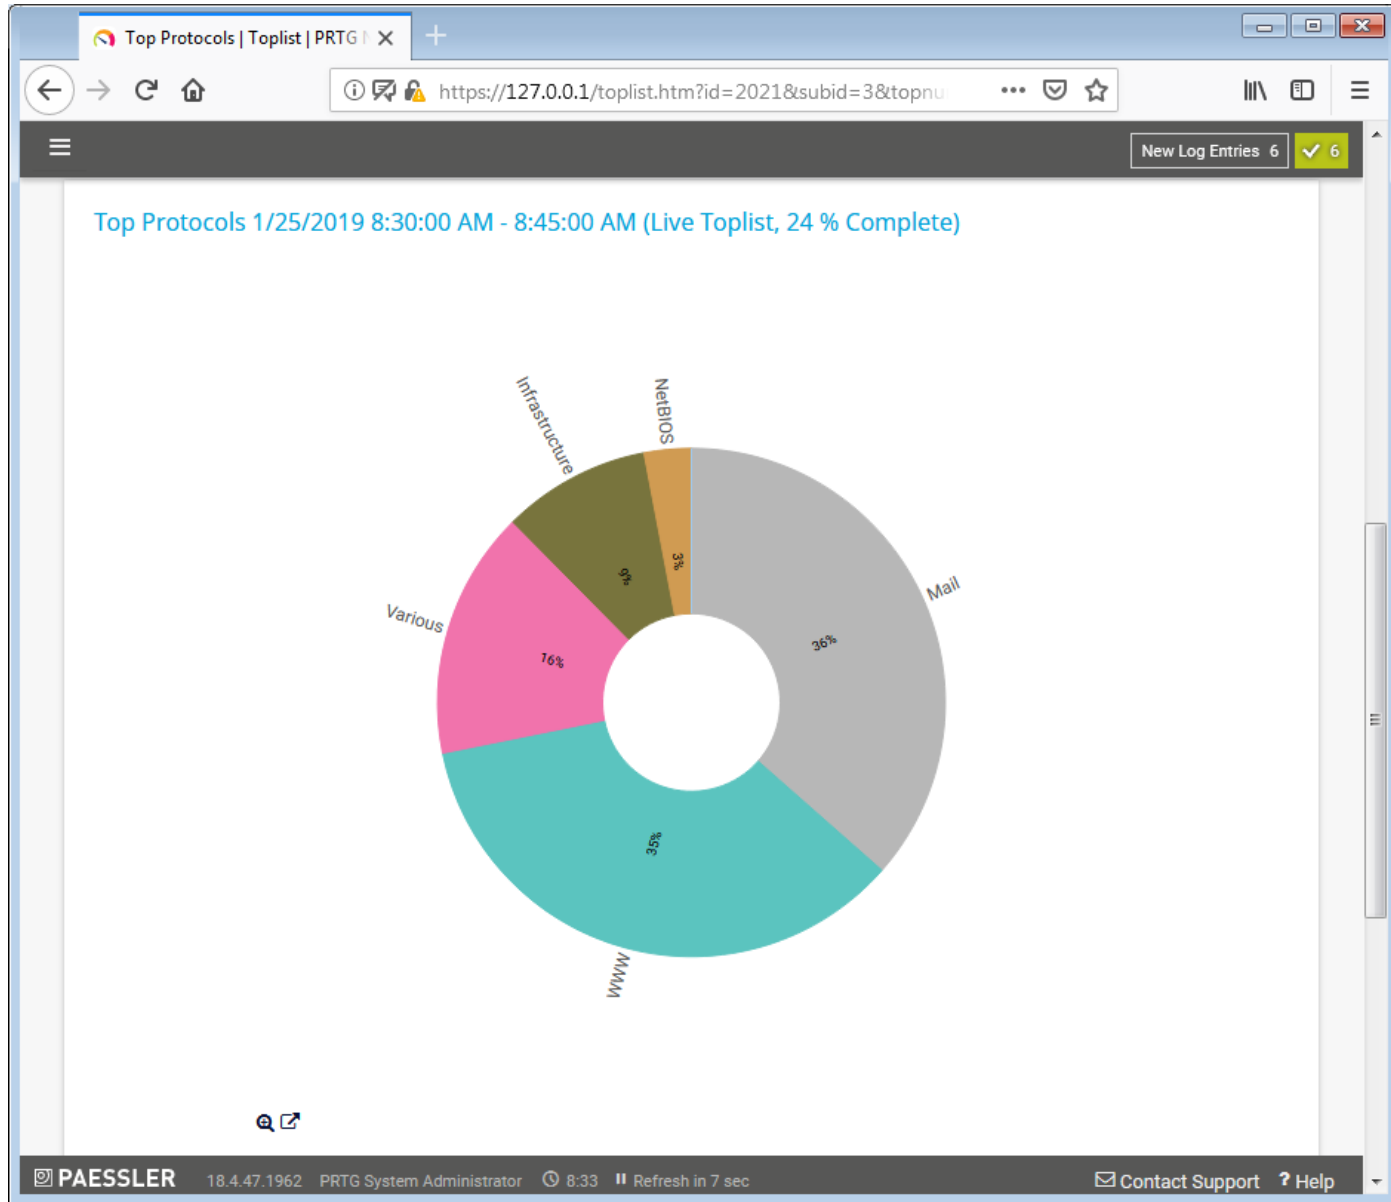 Top Protocols | Toplist | PRTG
https://127.0.0.1/toplist.htm?id=2021&subid=3&topnu
New Log Entries 6
6
Top Protocols 1/25/2019 8:30:00 AM - 8:45:00 AM (Live Toplist, 24 % Complete)
Infrastructure
NetBIOS
Mail
Various
WWW
9%
3%
36%
16%
35%
PAESSLER 18.4.47.1962 PRTG System Administrator 8:33 Refresh in 7 sec Contact Support ? Help